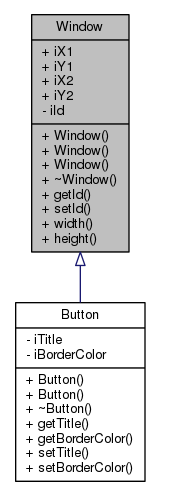 Window
+ iX1
+ iY1
+ iX2
+ iY2
- iId
+ Window()
+ Window()
+ Window()
+ ~Window()
+ getId()
+ setId()
+ width()
+ height()
Button
- iTitle
- iBorderColor
+ Button()
+ Button()
+ ~Button()
+ getTitle()
+ getBorderColor()
+ setTitle()
+ setBorderColor()